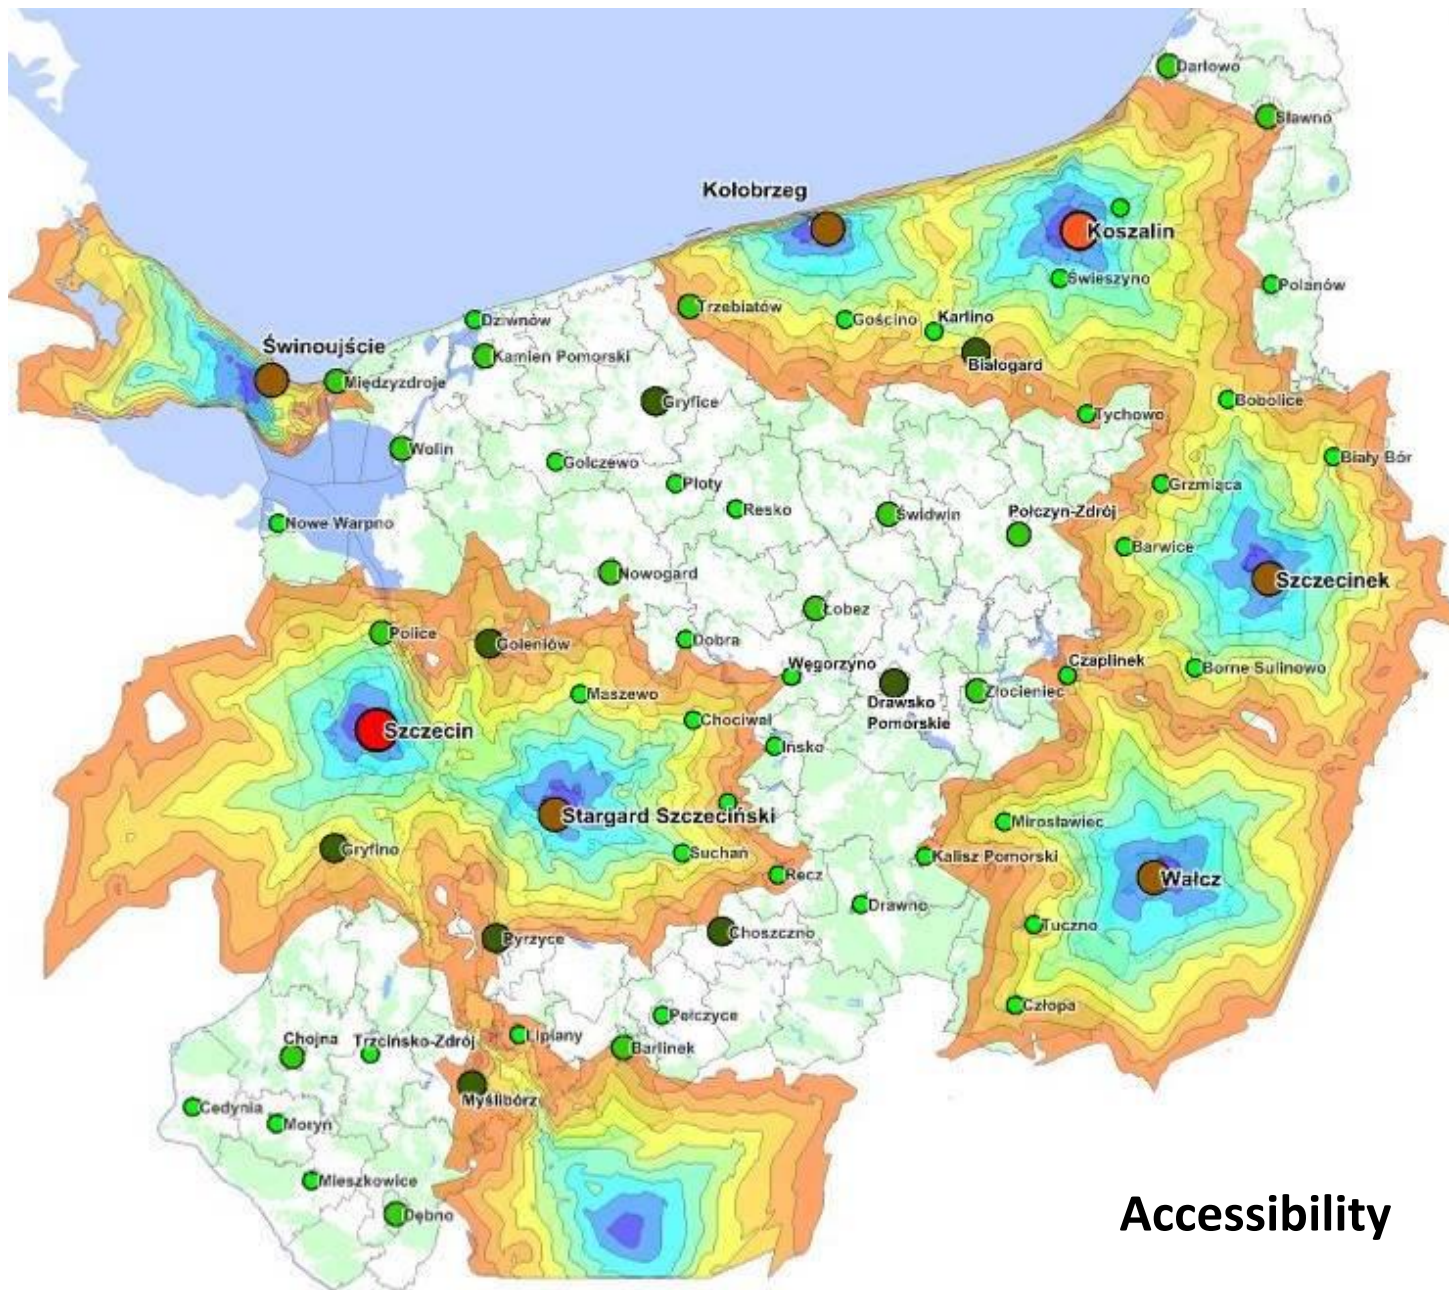 Darłowo
Sławno
Kołobrzeg
Koszalin
Świeszyno
Polanów
Trzebiatów
Gościno
Karlino
Białogard
Dziwnów
Świnoujście
Kamien Pomorski
Międzyzdroje
Gryfice
Tychowo
Bobolice
Wolin
Golczewo
Biały Bór
Płoty
Grzmiąca
Resko
Świdwin
Połczyn-Zdrój
Nowe Warpno
Barwice
Nowogard
Szczecinek
Łobez
Police
Goleniów
Dobra
Węgorzyno
Czaplinek
Borne Sulinowo
Maszewo
Złocieniec
Drawsko
Pomorskie
Chociwel
Szczecin
Ińsko
Stargard Szczeciński
Mirosławiec
Gryfino
Suchań
Kalisz Pomorski
Recz
Wałcz
Drawno
Tuczno
Pyrzyce
Choszczno
Człopa
Pełczyce
Chojna
Trzcińsko-Zdrój
Lipiany
Barlinek
Myślibórz
Cedynia
Moryń
Mieszkowice
Dębno
Accessibility